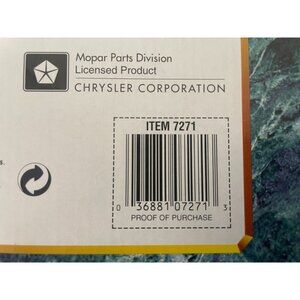 Mopar Parts Division
Licensed Product
CHRYSLER CORPORATION
ITEM 7271
s.
0 36881 07271 3
PROOF OF PURCHASE